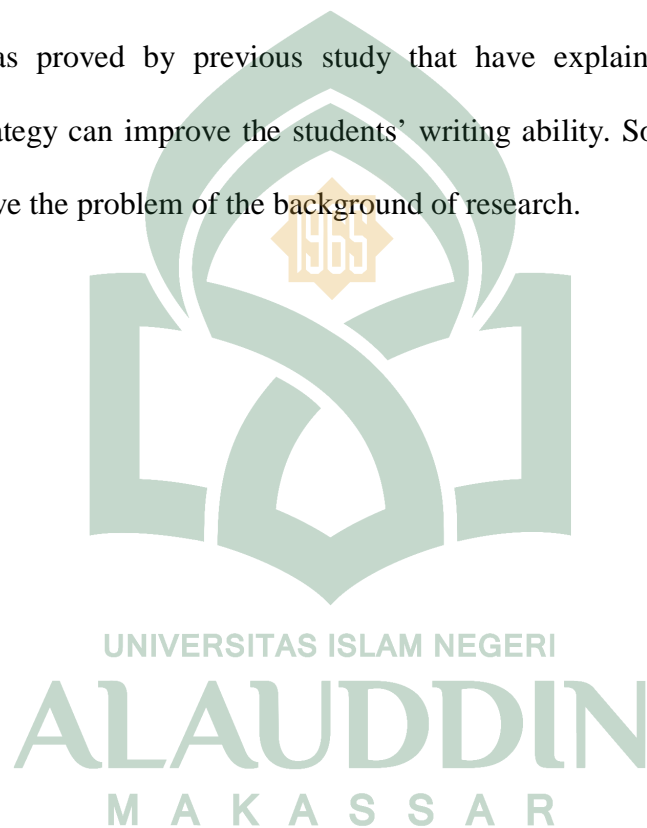 as proved by previous study that have explain
ategy can improve the students' writing ability. So
ve the problem of the background of research.
1965
UNIVERSITAS ISLAM NEGERI
ALAUDDIN
MAKASSAR